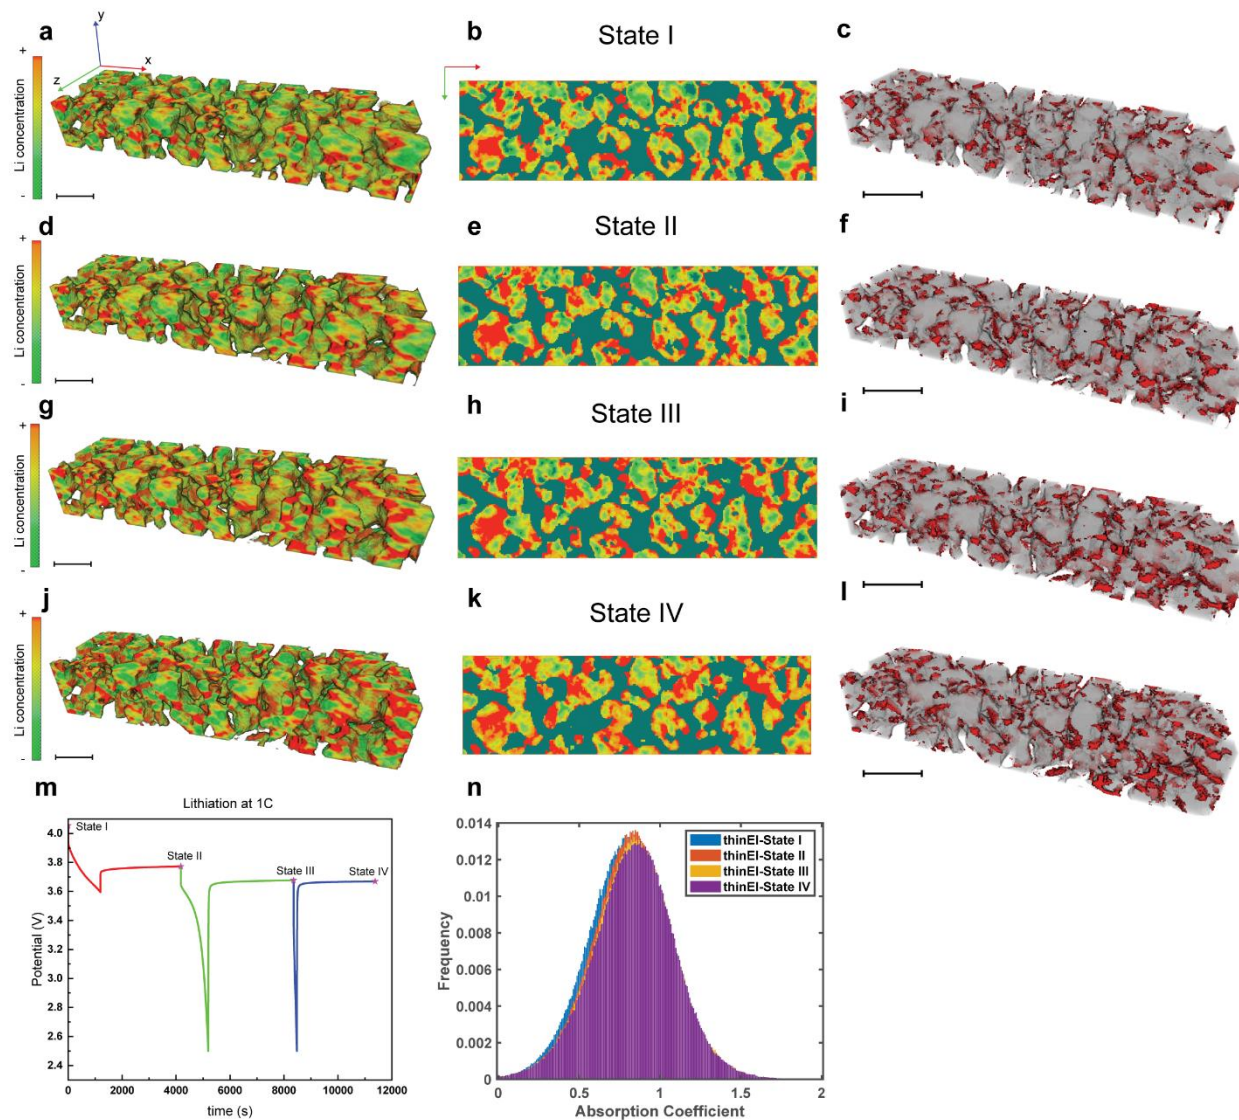 a
y
x
z
+
Li concentration
-
b
State I
c
d
+
Li concentration
-
e
State II
f
g
+
Li concentration
-
h
State III
i
j
+
Li concentration
-
k
State IV
l
m
Lithiation at 1C
4.0
3.8
3.6
3.4
3.2
3.0
2.8
2.6
2.4
Potential (V)
State I
State II
State III
State IV
0
2000
4000
6000
8000
10000
12000
time (s)
n
0.014
0.012
0.01
0.008
0.006
0.004
0.002
0
Frequency
thinEl-State I
thinEl-State II
thinEl-State III
thinEl-State IV
0
0.5
1
1.5
2
Absorption Coefficient